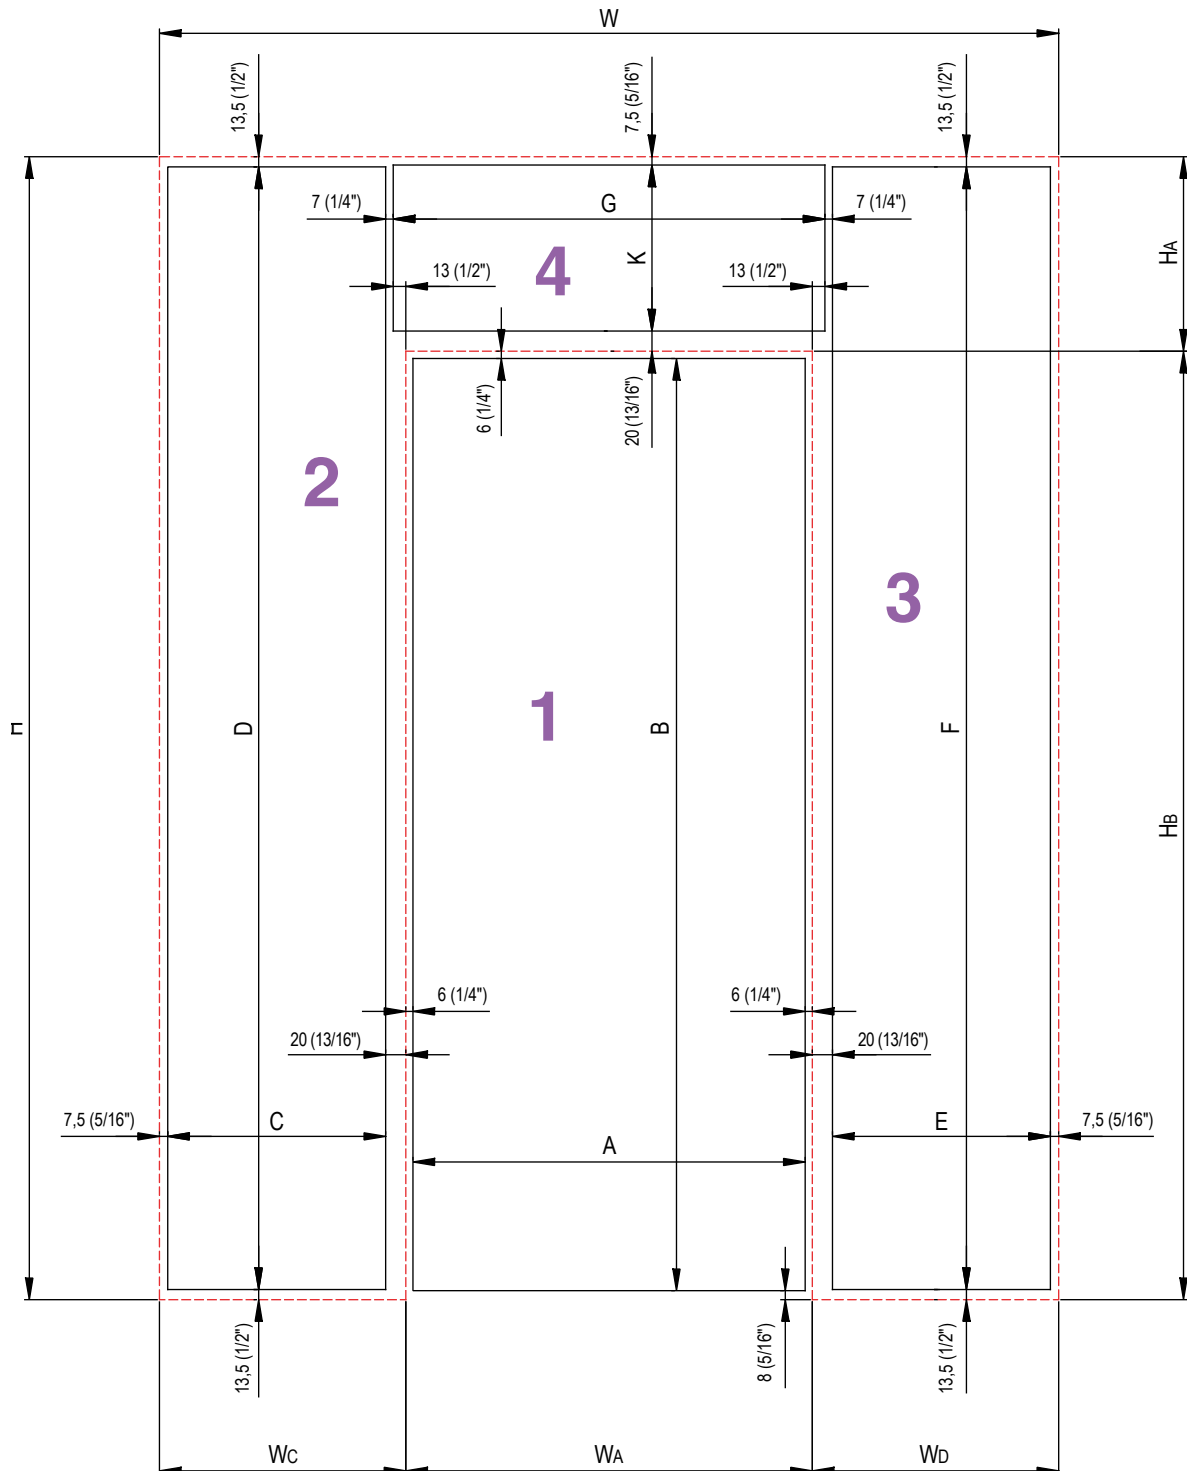 W
13,5 (1/2")
7,5 (5/16")
13,5 (1/2")
7 (1/4")
G
7 (1/4")
HA
K
13 (1/2")
13 (1/2")
4
6 (1/4")
20 (13/16")
2
3
1
D
B
F
HB
6 (1/4")
6 (1/4")
20 (13/16")
20 (13/16")
7,5 (5/16")
C
E
7,5 (5/16")
A
13,5 (1/2")
8 (5/16")
13,5 (1/2")
WC
WA
WD